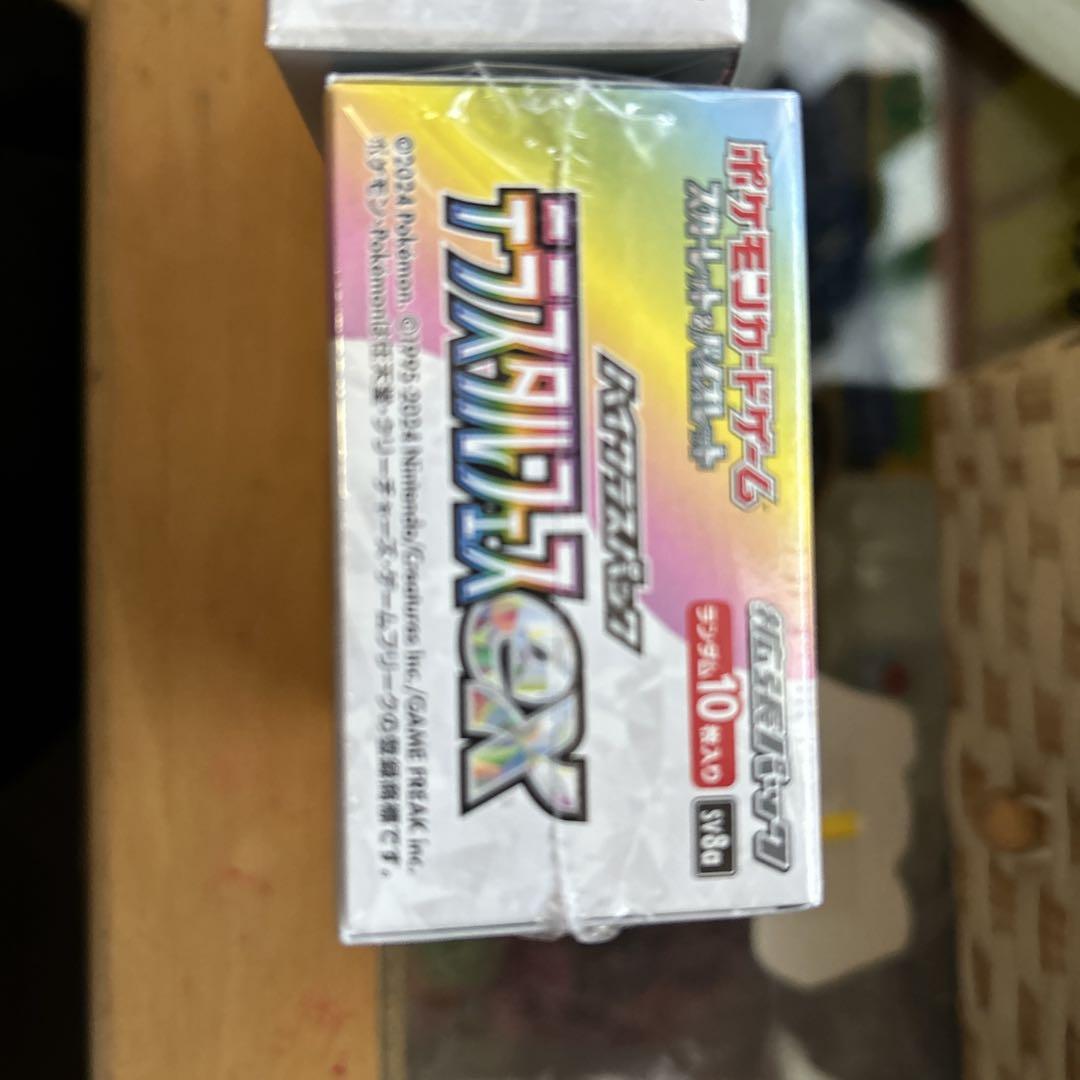 ポケモンカードゲーム
スカーレット&バイオレット
拡張パック
ランダム10枚入り
sv8a
ハイクラスパック
テラスタルフェスex
©2024 Pokémon. ©1995-2024 Nintendo/Creatures Inc./GAME FREAK inc.
ポケモン・Pokémonは任天堂・クリーチャーズ・ゲームフリークの登録商標です。